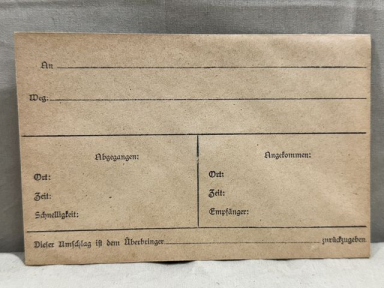 An
Weg:
Abgegangen:
Ort:
Zeit:
Schnelligkeit:
Angekommen:
Ort:
Zeit:
Empfänger:
Dieser Umschlag ist dem Überbringer zurückzugeben